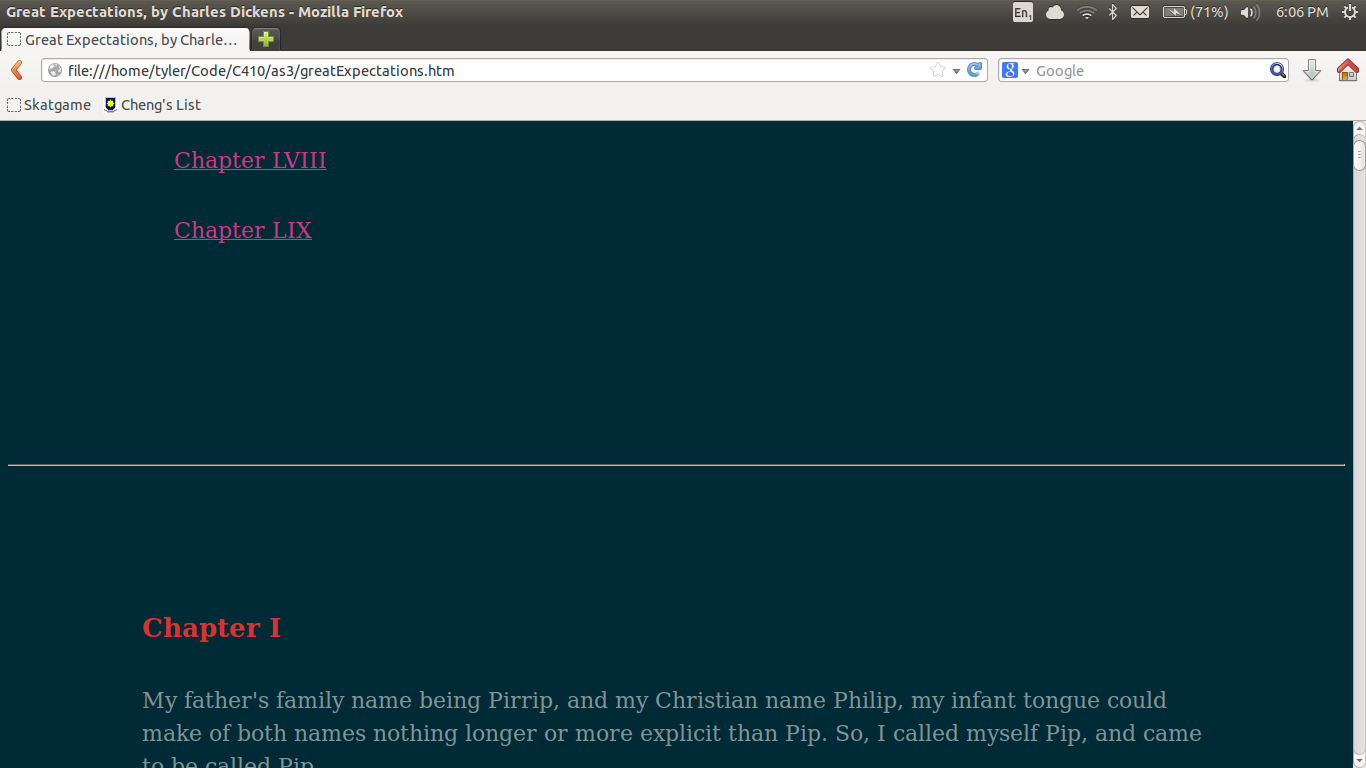 Great Expectations, by Charles Dickens - Mozilla Firefox
En1 (71%) 6:06 PM
Great Expectations, by Charle...
file:///home/tyler/Code/C410/as3/greatExpectations.htm
8 Google
Skatgame Cheng's List
Chapter LVIII
Chapter LIX
Chapter I
My father's family name being Pirrip, and my Christian name Philip, my infant tongue could
make of both names nothing longer or more explicit than Pip. So, I called myself Pip, and came
to be called Pip.